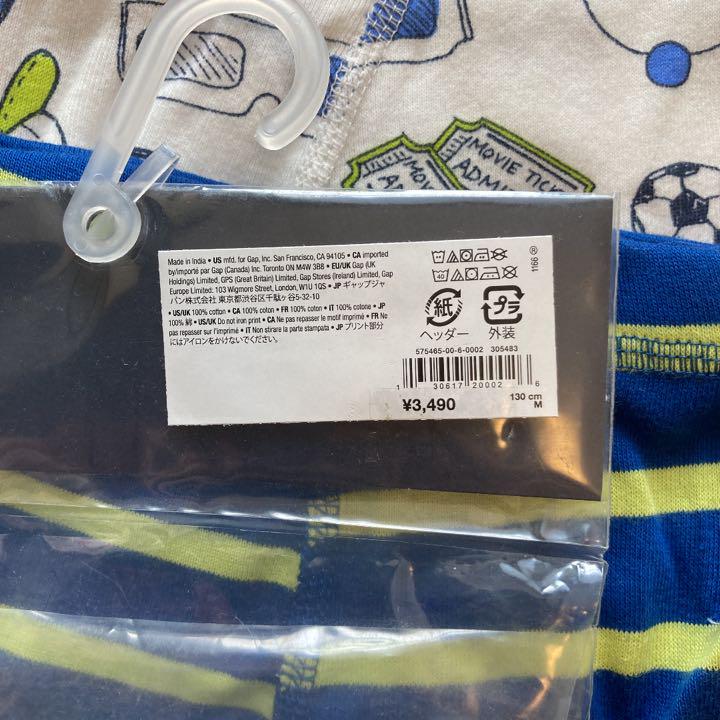 MOVIE TICK
ADMI
MOV
A
Made in India • US mfd. for Gap, Inc. San Francisco, CA 94105 • CA imported
by/importé par Gap (Canada) Inc. Toronto ON M4W 3B8 • EU/UK Gap (UK
Holdings) Limited, GPS (Great Britain) Limited, Gap Stores (Ireland) Limited, Gap
Europe Limited: 103 Wigmore Street, London, W1U 1QS • JP ギャップジャ
パン株式会社 東京都渋谷区千駄ヶ谷5-32-10
• US/UK 100% cotton • CA 100% coton • FR 100% coton • IT 100% cotone • JP
100% 綿 • US/UK Do not iron print • CA Ne pas repasser le motif imprimé • FR Ne
pas repasser sur l'imprimé • IT Non stirare la parte stampata • JP プリント部分
にはアイロンをかけないでください。
40
1166 ®
紙
ヘッダー
プラ
外装
575465-00-6-0002 305483
1 30617 20002 6
¥3,490
130 cm
M